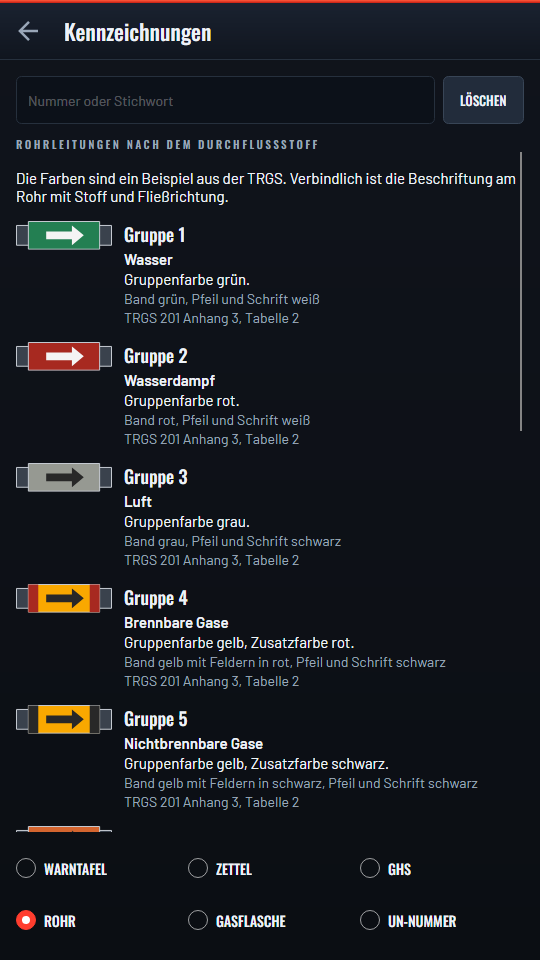 Kennzeichnungen
Nummer oder Stichwort
LÖSCHEN
ROHRLEITUNGEN NACH DEM DURCHFLUSSSTOFF
Die Farben sind ein Beispiel aus der TRGS. Verbindlich ist die Beschriftung am
Rohr mit Stoff und Fließrichtung.
Gruppe 1
Wasser
Gruppenfarbe grün.
Band grün, Pfeil und Schrift weiß
TRGS 201 Anhang 3, Tabelle 2
Gruppe 2
Wasserdampf
Gruppenfarbe rot.
Band rot, Pfeil und Schrift weiß
TRGS 201 Anhang 3, Tabelle 2
Gruppe 3
Luft
Gruppenfarbe grau.
Band grau, Pfeil und Schrift schwarz
TRGS 201 Anhang 3, Tabelle 2
Gruppe 4
Brennbare Gase
Gruppenfarbe gelb, Zusatzfarbe rot.
Band gelb mit Feldern in rot, Pfeil und Schrift schwarz
TRGS 201 Anhang 3, Tabelle 2
Gruppe 5
Nichtbrennbare Gase
Gruppenfarbe gelb, Zusatzfarbe schwarz.
Band gelb mit Feldern in schwarz, Pfeil und Schrift schwarz
TRGS 201 Anhang 3, Tabelle 2
WARNTAFEL
ZETTEL
GHS
ROHR
GASFLASCHE
UN-NUMMER